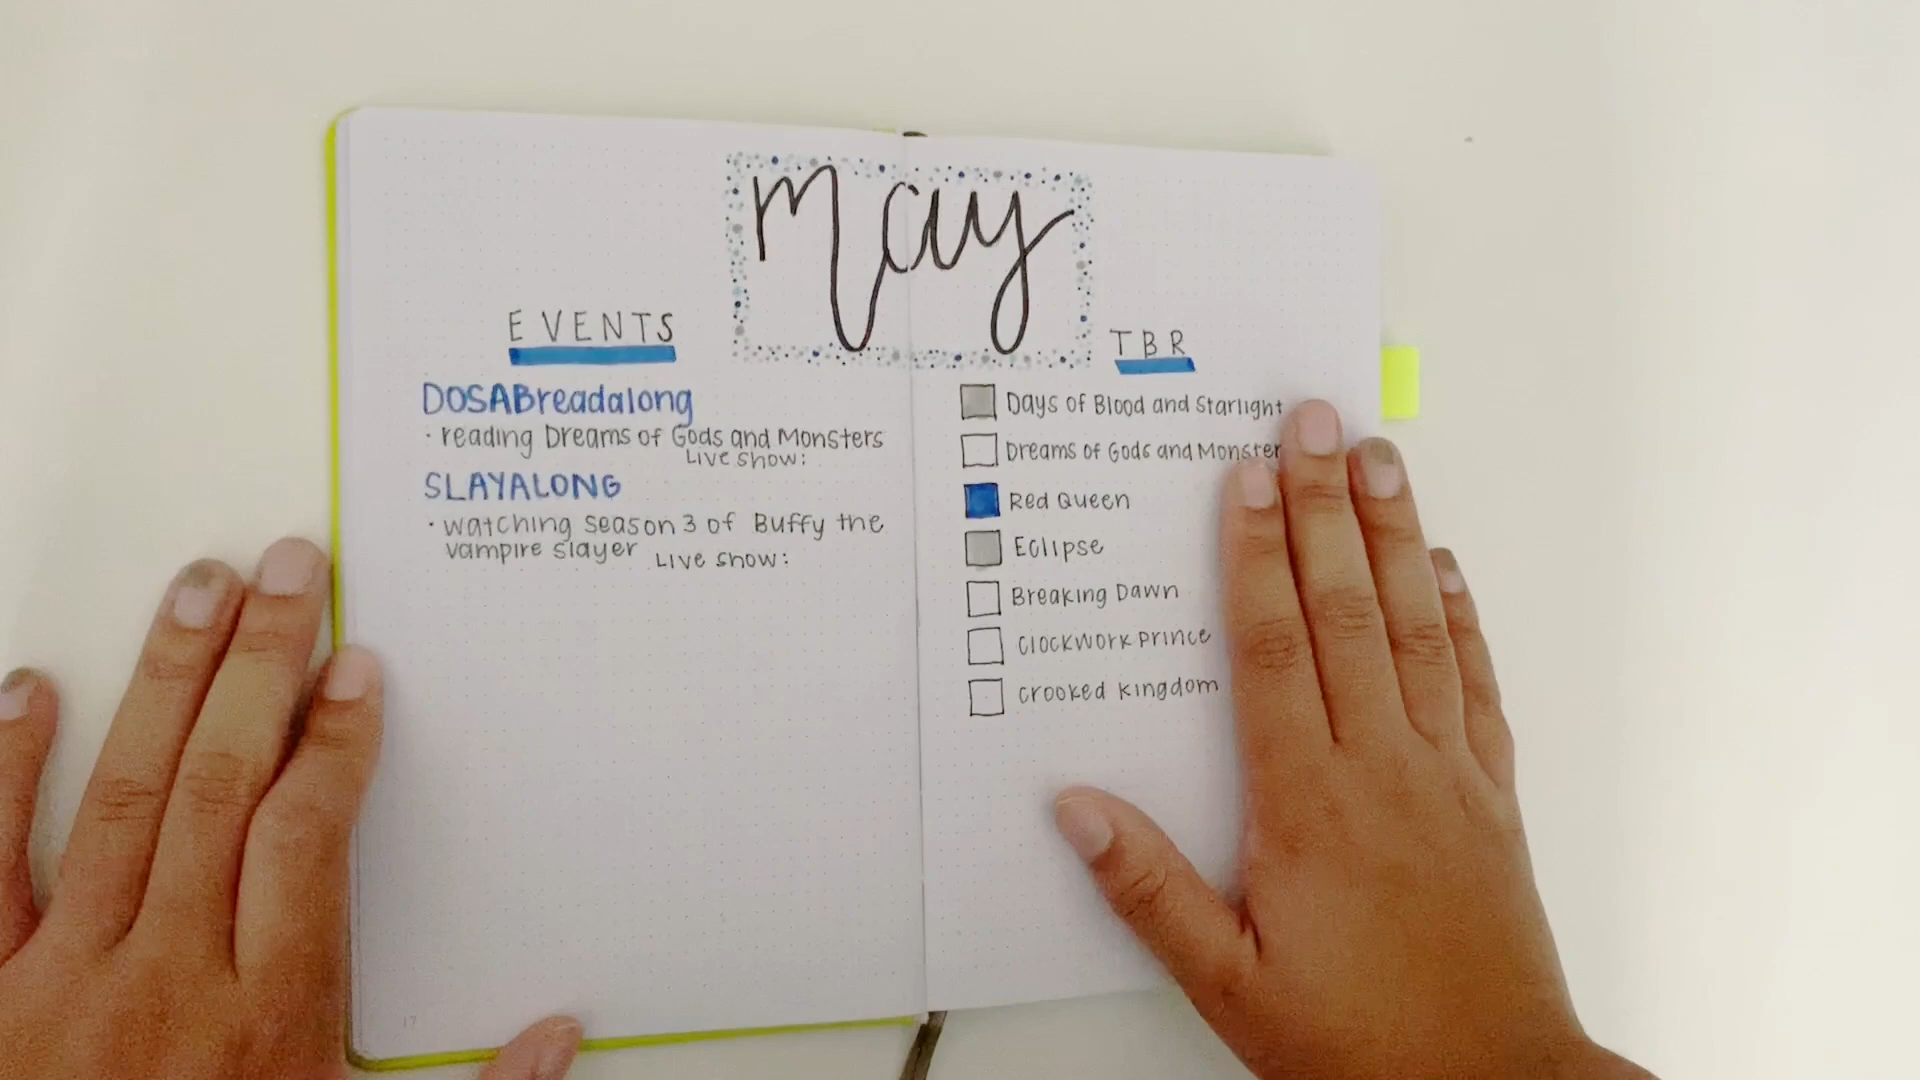 May
EVENTS
DOSABreadalong
· reading Dreams of Gods and Monsters
Live show:
SLAYALONG
· watching season 3 of Buffy the
vampire slayer Live show:
TBR
Days of Blood and Starlight
Dreams of Gods and Monster
Red Queen
Eclipse
Breaking Dawn
Clockwork Prince
Crooked Kingdom
17